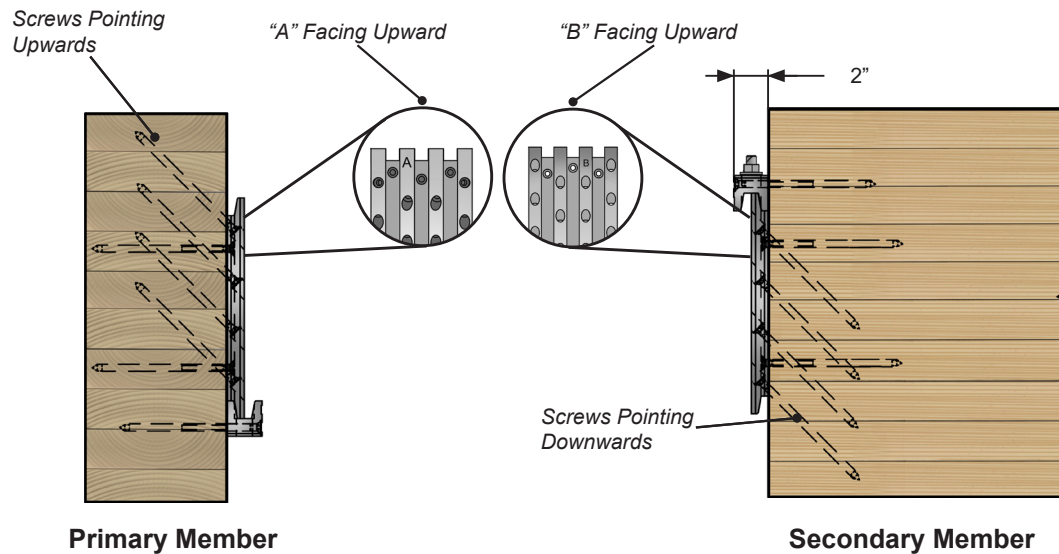 Screws Pointing
Upwards
“A” Facing Upward
“B” Facing Upward
2”
A
B
Screws Pointing
Downwards
Primary Member
Secondary Member